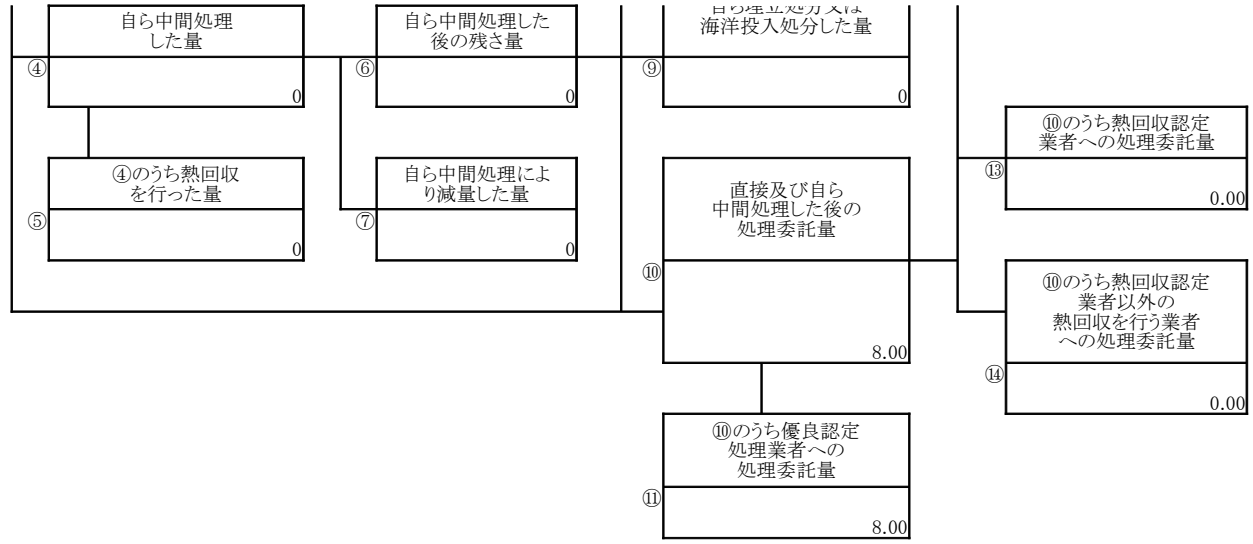 自ら中間処理
した量
④
0
自ら中間処理した
後の残さ量
⑥
0
海洋投入処分した量
⑨
0
④のうち熱回収
を行った量
⑤
0
自ら中間処理によ
り減量した量
⑦
0
直接及び自ら
中間処理した後の
処理委託量
⑩
8.00
⑩のうち優良認定
処理業者への
処理委託量
⑪
8.00
⑩のうち熱回収認定
業者への処理委託量
⑬
0.00
⑩のうち熱回収認定
業者以外の
熱回収を行う業者
への処理委託量
⑭
0.00